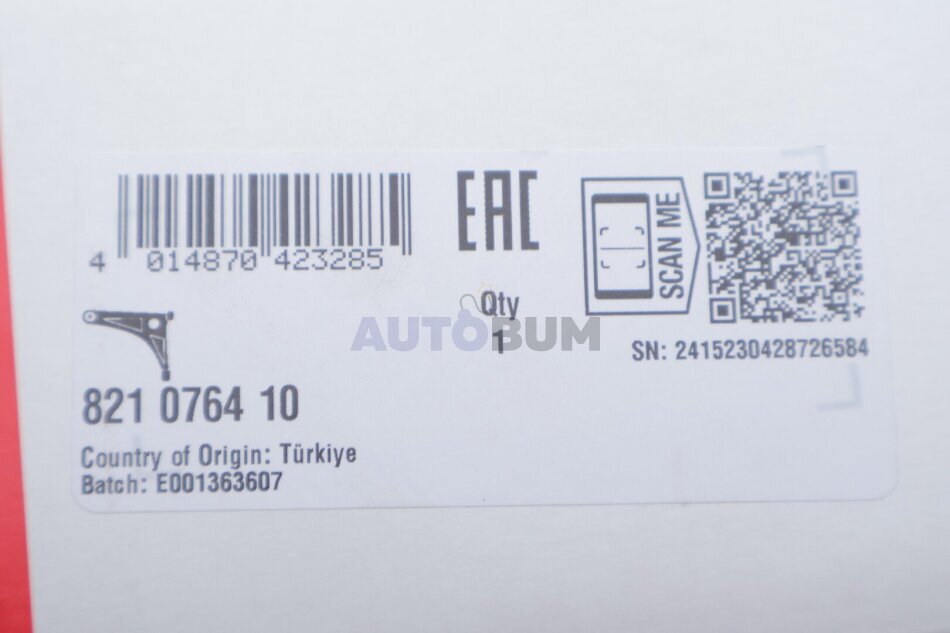 4 014870 423285
EAC
SCAN ME
Qty
1
AUTOBUM
SN: 2415230428726584
821 0764 10
Country of Origin: Türkiye
Batch: E001363607